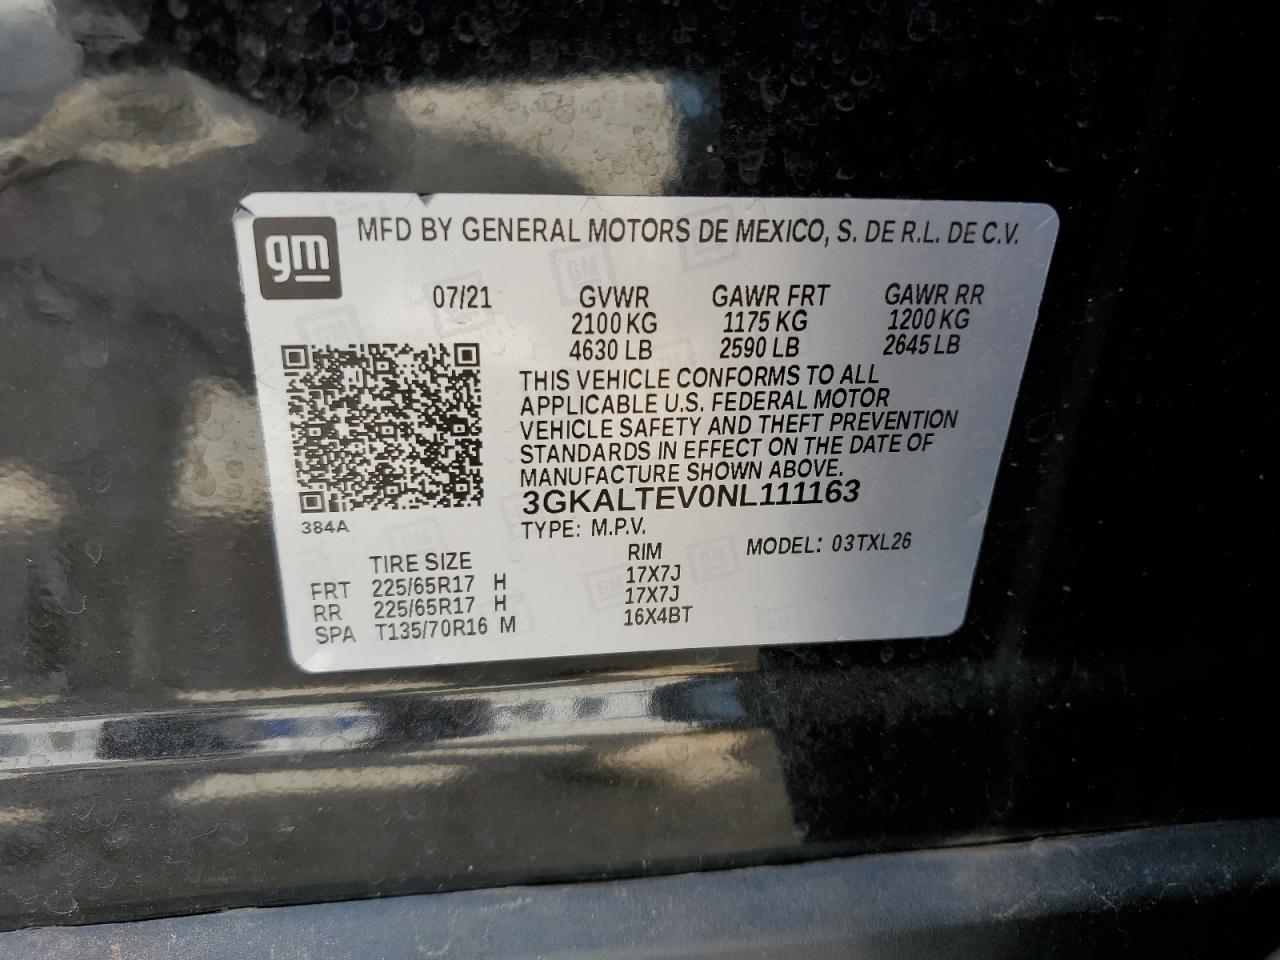 gm
MFD BY GENERAL MOTORS DE MEXICO, S. DE R.L. DE C.V.
07/21 GVWR GAWR FRT GAWR RR
2100 KG 1175 KG 1200 KG
4630 LB 2590 LB 2645 LB
THIS VEHICLE CONFORMS TO ALL
APPLICABLE U.S. FEDERAL MOTOR
VEHICLE SAFETY AND THEFT PREVENTION
STANDARDS IN EFFECT ON THE DATE OF
MANUFACTURE SHOWN ABOVE.
3GKALTEV0NL111163
384A
TYPE: M.P.V. MODEL: 03TXL26
TIRE SIZE RIM
FRT 225/65R17 H 17X7J
RR 225/65R17 H 17X7J
SPA T135/70R16 M 16X4BT